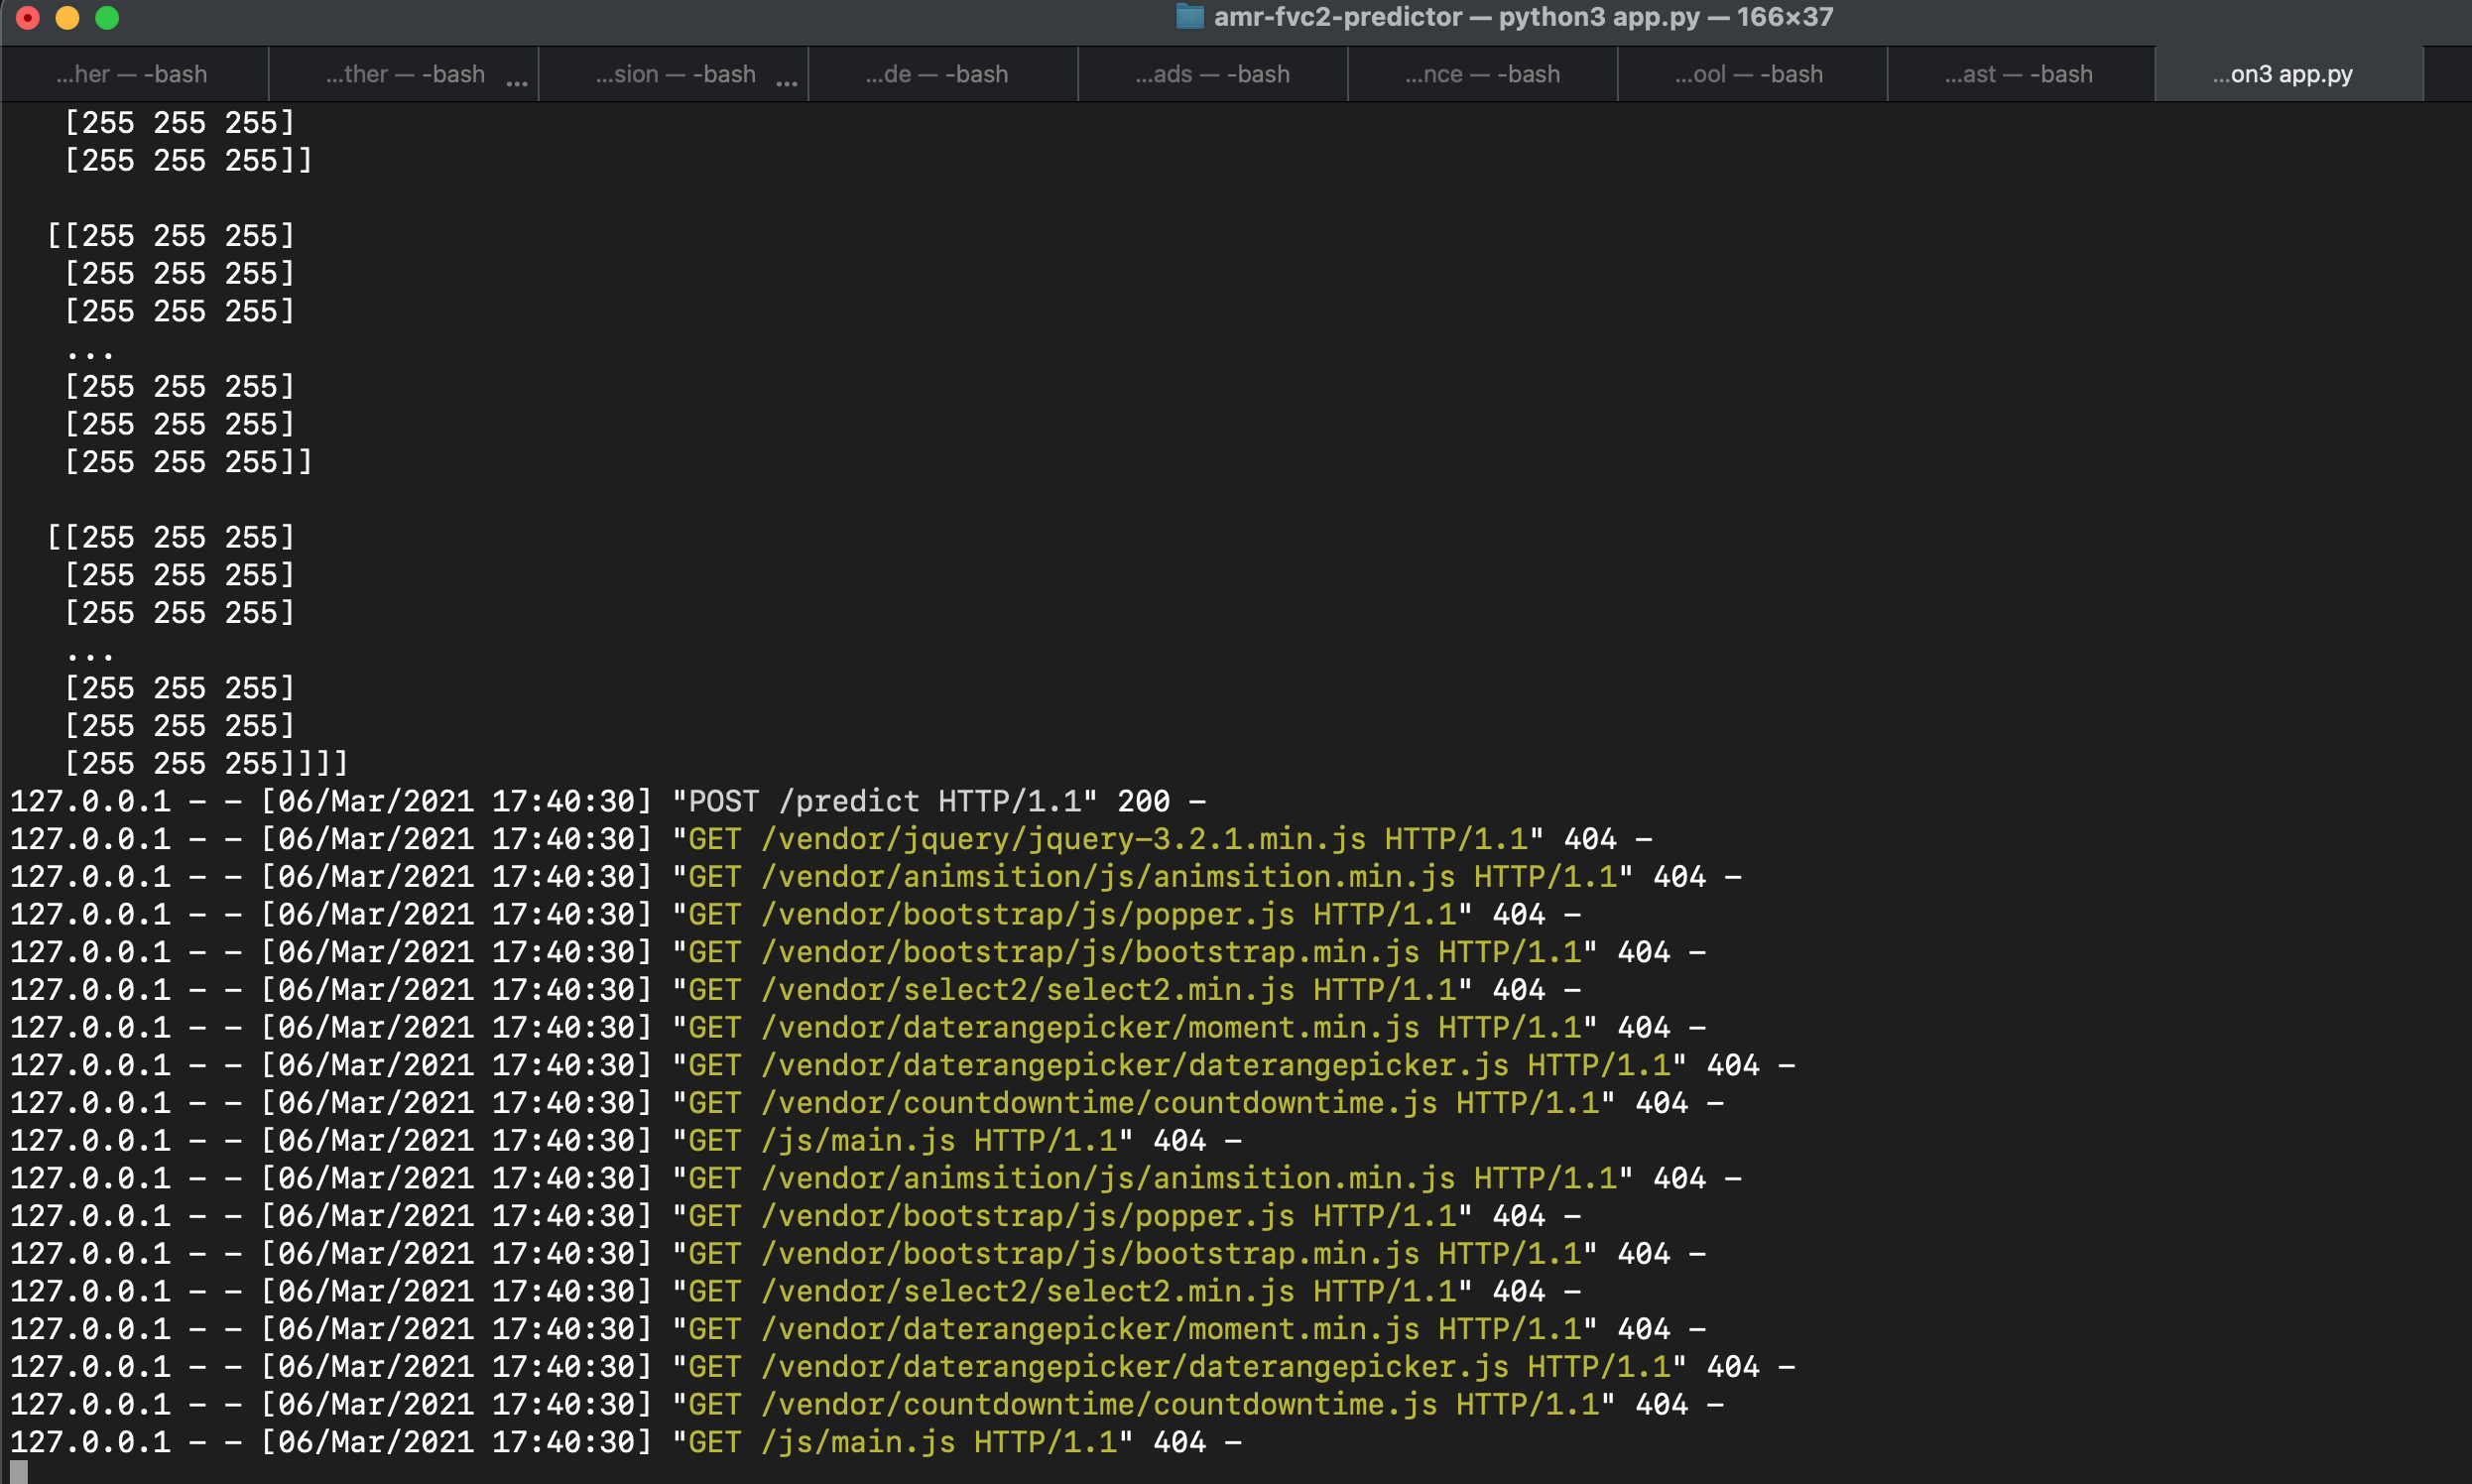 amr-fvc2-predictor — python3 app.py — 166×37
...her — -bash ...ther — -bash ... ...sion — -bash ... ...de — -bash ...ads — -bash ...nce — -bash ...ool — -bash ...ast — -bash ...on3 app.py
[255 255 255]
[255 255 255]]
[[255 255 255]
[255 255 255]
[255 255 255]
...
[255 255 255]
[255 255 255]
[255 255 255]]
[[255 255 255]
[255 255 255]
[255 255 255]
...
[255 255 255]
[255 255 255]
[255 255 255]]]]
127.0.0.1 - - [06/Mar/2021 17:40:30] "POST /predict HTTP/1.1" 200 -
127.0.0.1 - - [06/Mar/2021 17:40:30] "GET /vendor/jquery/jquery-3.2.1.min.js HTTP/1.1" 404 -
127.0.0.1 - - [06/Mar/2021 17:40:30] "GET /vendor/animsition/js/animsition.min.js HTTP/1.1" 404 -
127.0.0.1 - - [06/Mar/2021 17:40:30] "GET /vendor/bootstrap/js/popper.js HTTP/1.1" 404 -
127.0.0.1 - - [06/Mar/2021 17:40:30] "GET /vendor/bootstrap/js/bootstrap.min.js HTTP/1.1" 404 -
127.0.0.1 - - [06/Mar/2021 17:40:30] "GET /vendor/select2/select2.min.js HTTP/1.1" 404 -
127.0.0.1 - - [06/Mar/2021 17:40:30] "GET /vendor/daterangepicker/moment.min.js HTTP/1.1" 404 -
127.0.0.1 - - [06/Mar/2021 17:40:30] "GET /vendor/daterangepicker/daterangepicker.js HTTP/1.1" 404 -
127.0.0.1 - - [06/Mar/2021 17:40:30] "GET /vendor/countdowntime/countdowntime.js HTTP/1.1" 404 -
127.0.0.1 - - [06/Mar/2021 17:40:30] "GET /js/main.js HTTP/1.1" 404 -
127.0.0.1 - - [06/Mar/2021 17:40:30] "GET /vendor/animsition/js/animsition.min.js HTTP/1.1" 404 -
127.0.0.1 - - [06/Mar/2021 17:40:30] "GET /vendor/bootstrap/js/popper.js HTTP/1.1" 404 -
127.0.0.1 - - [06/Mar/2021 17:40:30] "GET /vendor/bootstrap/js/bootstrap.min.js HTTP/1.1" 404 -
127.0.0.1 - - [06/Mar/2021 17:40:30] "GET /vendor/select2/select2.min.js HTTP/1.1" 404 -
127.0.0.1 - - [06/Mar/2021 17:40:30] "GET /vendor/daterangepicker/moment.min.js HTTP/1.1" 404 -
127.0.0.1 - - [06/Mar/2021 17:40:30] "GET /vendor/daterangepicker/daterangepicker.js HTTP/1.1" 404 -
127.0.0.1 - - [06/Mar/2021 17:40:30] "GET /vendor/countdowntime/countdowntime.js HTTP/1.1" 404 -
127.0.0.1 - - [06/Mar/2021 17:40:30] "GET /js/main.js HTTP/1.1" 404 -